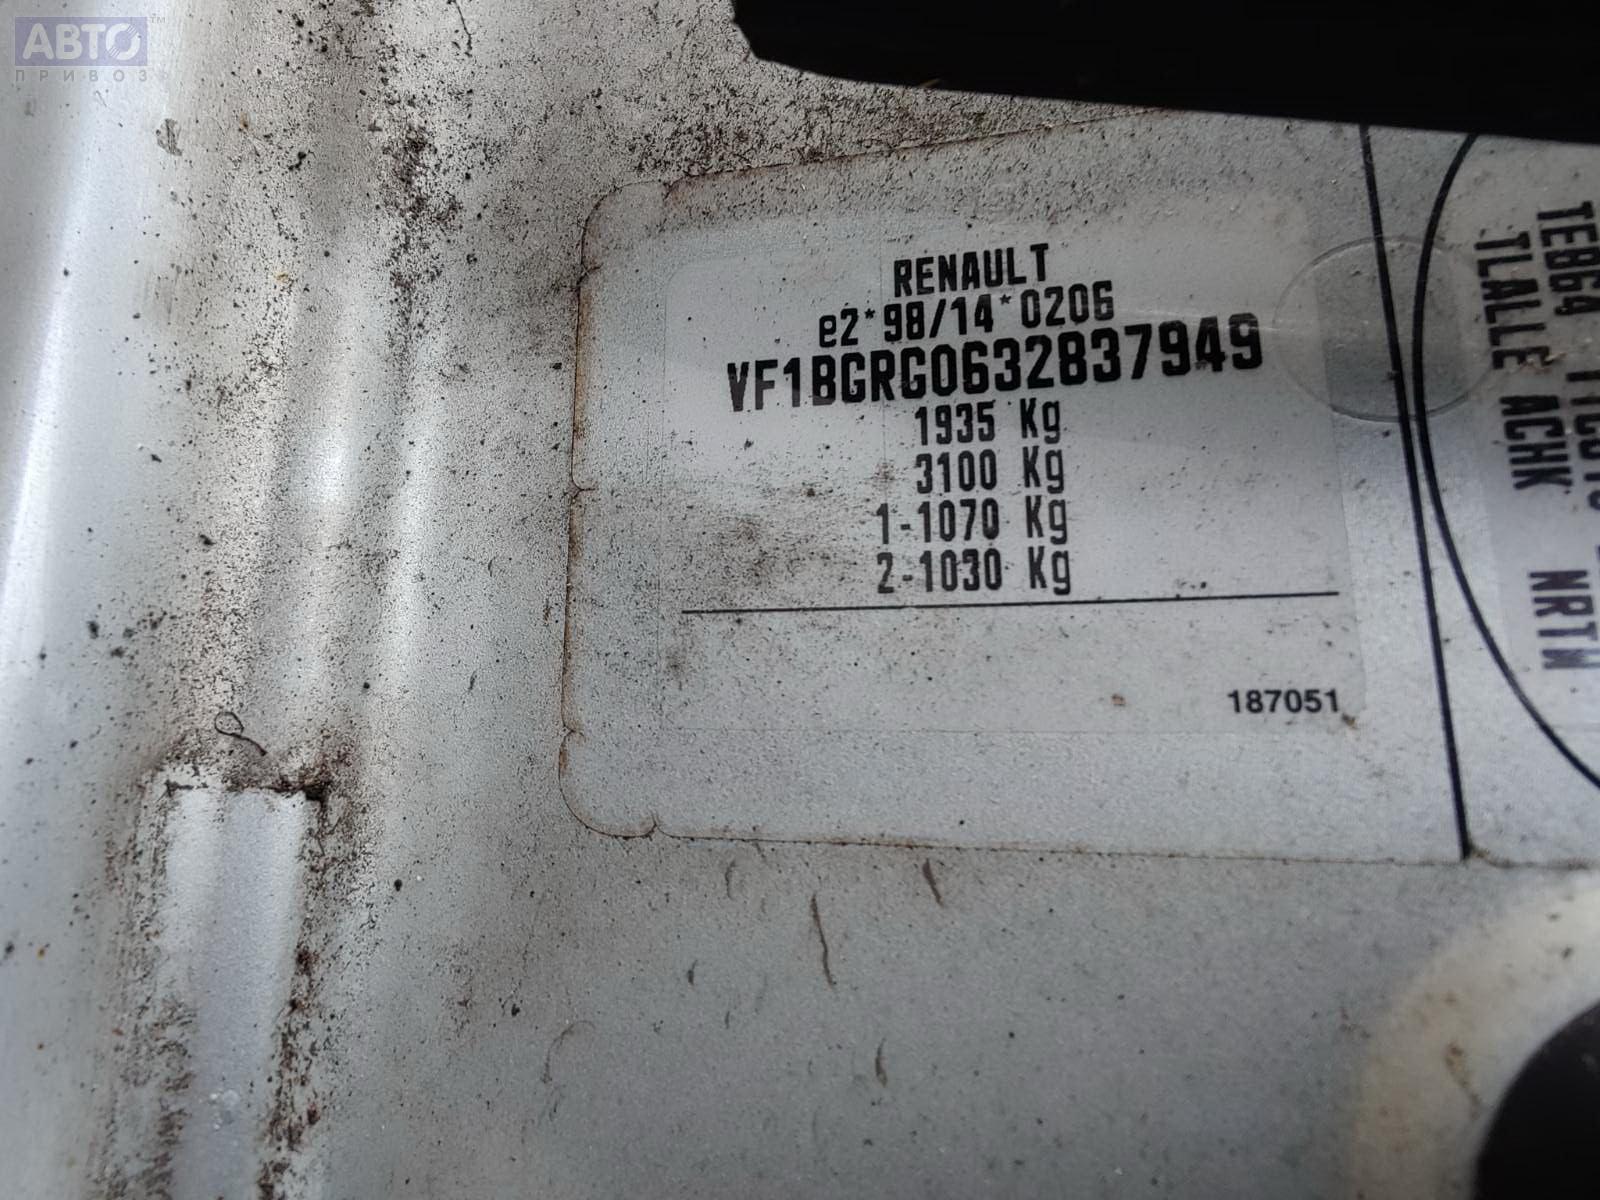 АВТО
ПРИВОЗ
RENAULT
e2*98/14*0206
VF1BGRG0632837949
1935 Kg
3100 Kg
1-1070 Kg
2-1030 Kg
187051
TEB64
TLALLE ACHK NRTW